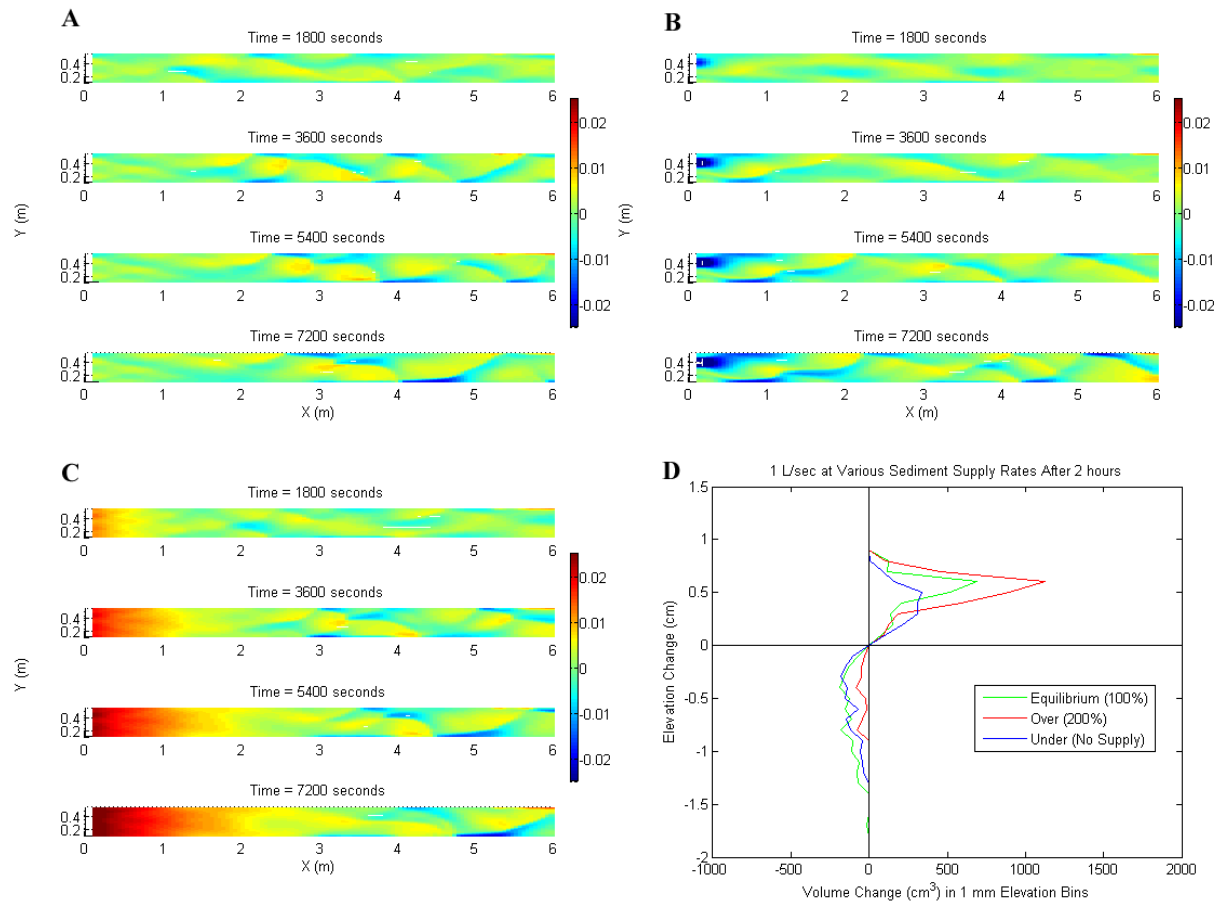 A
Time = 1800 seconds
0.4
0.2
0 1 2 3 4 5 6
Time = 3600 seconds
0.4
0.2
0 1 2 3 4 5 6
Time = 5400 seconds
0.4
0.2
0 1 2 3 4 5 6
Time = 7200 seconds
0.4
0.2
0 1 2 3 4 5 6
X (m)
Y (m)
0.02
0.01
0
-0.01
-0.02
B
Time = 1800 seconds
0.4
0.2
0 1 2 3 4 5 6
Time = 3600 seconds
0.4
0.2
0 1 2 3 4 5 6
Time = 5400 seconds
0.4
0.2
0 1 2 3 4 5 6
Time = 7200 seconds
0.4
0.2
0 1 2 3 4 5 6
X (m)
Y (m)
0.02
0.01
0
-0.01
-0.02
C
Time = 1800 seconds
0.4
0.2
0 1 2 3 4 5 6
Time = 3600 seconds
0.4
0.2
0 1 2 3 4 5 6
Time = 5400 seconds
0.4
0.2
0 1 2 3 4 5 6
Time = 7200 seconds
0.4
0.2
0 1 2 3 4 5 6
X (m)
Y (m)
0.02
0.01
0
-0.01
-0.02
D
1 L/sec at Various Sediment Supply Rates After 2 hours
1.5
1
0.5
0
-0.5
-1
-1.5
-2
Elevation Change (cm)
Equilibrium (100%)
Over (200%)
Under (No Supply)
-1000 -500 0 500 1000 1500 2000
Volume Change (cm³) in 1 mm Elevation Bins